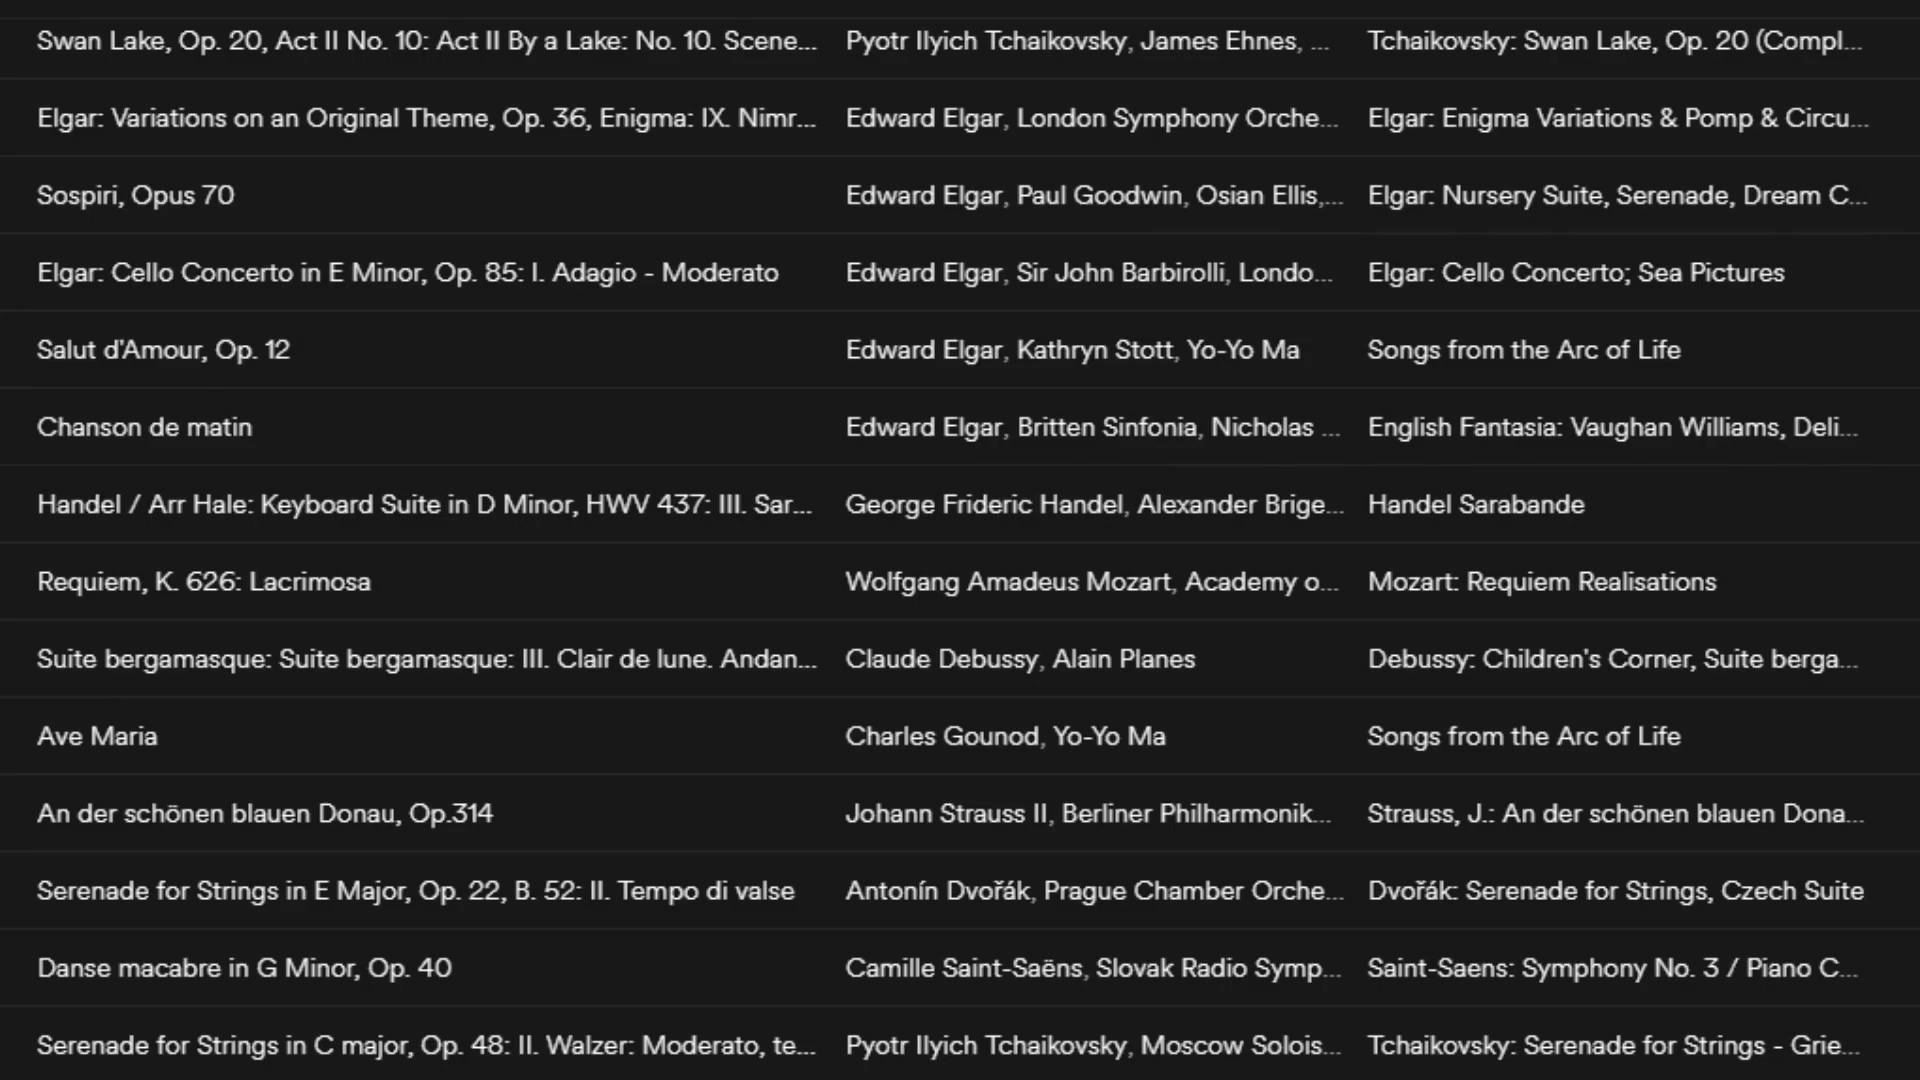 Swan Lake, Op. 20, Act II No. 10: Act II By a Lake: No. 10. Scene... Pyotr Ilyich Tchaikovsky, James Ehnes, ... Tchaikovsky: Swan Lake, Op. 20 (Compl...
Elgar: Variations on an Original Theme, Op. 36, Enigma: IX. Nimr... Edward Elgar, London Symphony Orche... Elgar: Enigma Variations & Pomp & Circu...
Sospiri, Opus 70 Edward Elgar, Paul Goodwin, Osian Ellis,... Elgar: Nursery Suite, Serenade, Dream C...
Elgar: Cello Concerto in E Minor, Op. 85: I. Adagio - Moderato Edward Elgar, Sir John Barbirolli, Londo... Elgar: Cello Concerto; Sea Pictures
Salut d'Amour, Op. 12 Edward Elgar, Kathryn Stott, Yo-Yo Ma Songs from the Arc of Life
Chanson de matin Edward Elgar, Britten Sinfonia, Nicholas ... English Fantasia: Vaughan Williams, Deli...
Handel / Arr Hale: Keyboard Suite in D Minor, HWV 437: III. Sar... George Frideric Handel, Alexander Brige... Handel Sarabande
Requiem, K. 626: Lacrimosa Wolfgang Amadeus Mozart, Academy o... Mozart: Requiem Realisations
Suite bergamasque: Suite bergamasque: III. Clair de lune. Andan... Claude Debussy, Alain Planes Debussy: Children's Corner, Suite berga...
Ave Maria Charles Gounod, Yo-Yo Ma Songs from the Arc of Life
An der schönen blauen Donau, Op.314 Johann Strauss II, Berliner Philharmonik... Strauss, J.: An der schönen blauen Dona...
Serenade for Strings in E Major, Op. 22, B. 52: II. Tempo di valse Antonín Dvořák, Prague Chamber Orche... Dvořák: Serenade for Strings, Czech Suite
Danse macabre in G Minor, Op. 40 Camille Saint-Saëns, Slovak Radio Symp... Saint-Saens: Symphony No. 3 / Piano C...
Serenade for Strings in C major, Op. 48: II. Walzer: Moderato, te... Pyotr Ilyich Tchaikovsky, Moscow Solois... Tchaikovsky: Serenade for Strings - Grie...